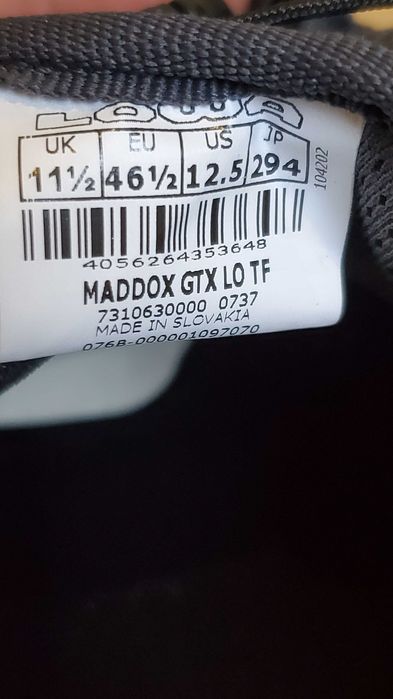 LOWA
UK EU US JP
11½ 46½ 12.5 294
104202
4056264353648
MADDOX GTX LO TF
7310630000 0737
MADE IN SLOVAKIA
076B-000001097070